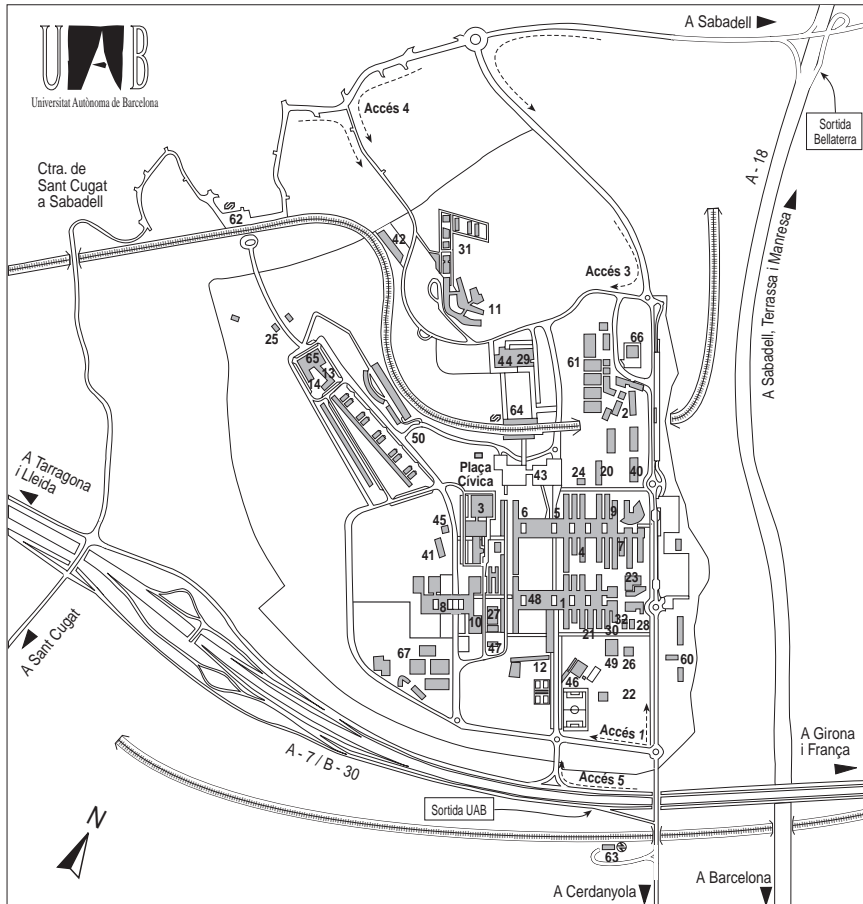 A Sabadell
UAB
Universitat Autònoma de Barcelona
Accés 4
Sortida
Bellaterra
A - 18
Ctra. de
Sant Cugat
a Sabadell
62
42
31
A Sabadell, Terrassa i Manresa
Accés 3
11
25
66
65
13
14
44
29
61
64
2
50
Plaça
Cívica
43
24
20
40
A Tarragona
i Lleida
3
6
5
9
45
41
4
7
23
8
48
1
27
10
21
30
32
28
A Sant Cugat
67
47
12
49
26
60
46
22
Accés 1
A Girona
i França
A - 7 / B - 30
Accés 5
Sortida UAB
N
63
A Cerdanyola
A Barcelona